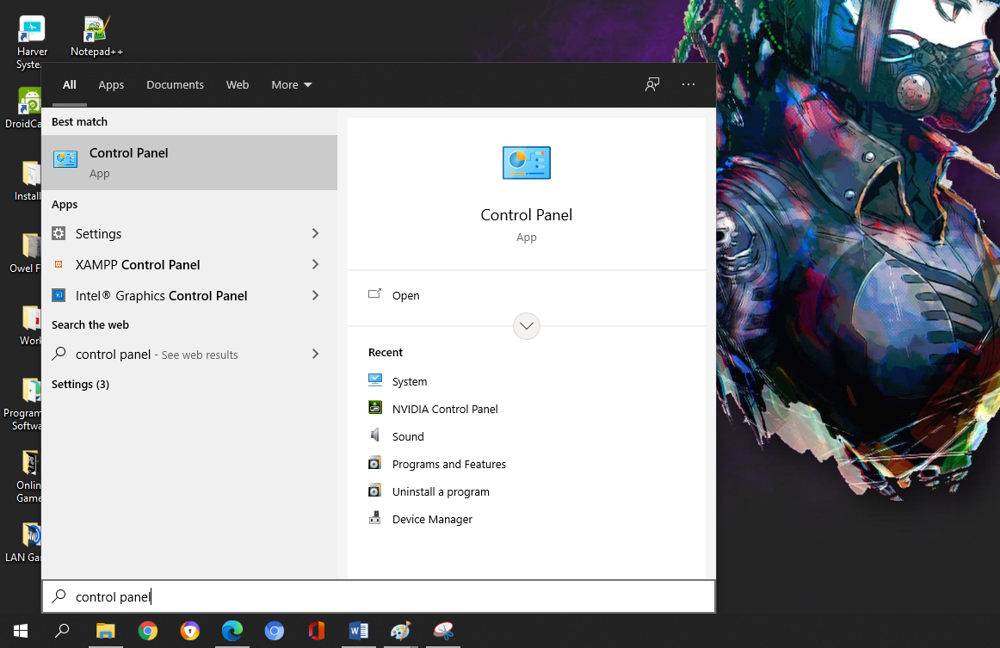 Harver
Syste...
Notepad++
All
Apps
Documents
Web
More
Best match
DroidCa
Control Panel
App
Control Panel
App
Install
Apps
Settings
XAMPP Control Panel
Owel F
Intel® Graphics Control Panel
Open
Search the web
Work
control panel - See web results
Recent
Settings (3)
System
Program
Softwa
NVIDIA Control Panel
Sound
Programs and Features
Onlin
Game
Uninstall a program
Device Manager
LAN Gar
control panel